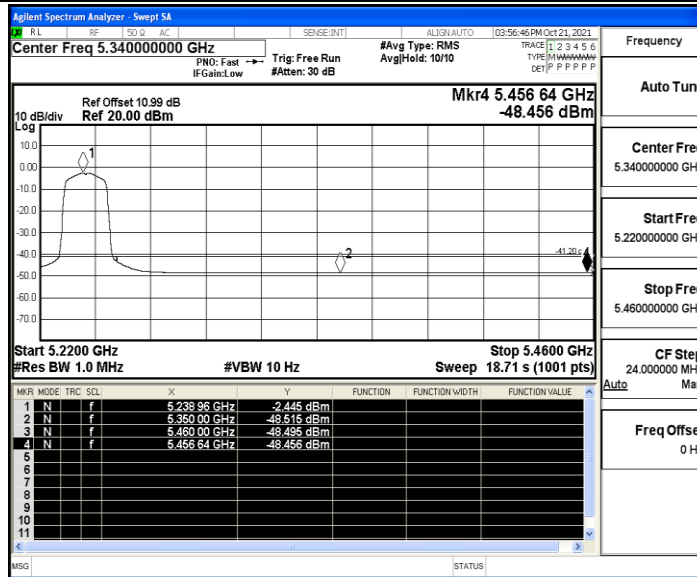 Agilent Spectrum Analyzer - Swept SA
RL RF 50 Ω AC SENSE:INT ALIGN AUTO 03:56:46 PM Oct 21, 2021
Center Freq 5.340000000 GHz
PNO: Fast
IFGain:Low
Trig: Free Run
#Atten: 30 dB
#Avg Type: RMS
Avg|Hold: 10/10
TRACE 1 2 3 4 5 6
TYPE M WWWWW
DET P P P P P P
Mkr4 5.456 64 GHz
-48.456 dBm
Ref Offset 10.99 dB
10 dB/div Ref 20.00 dBm
Log
10.0
0.00
-10.0
-20.0
-30.0
-40.0
-50.0
-60.0
-70.0
1
2
-41.20
Start 5.2200 GHz Stop 5.4600 GHz
#Res BW 1.0 MHz #VBW 10 Hz Sweep 18.71 s (1001 pts)
MKR MODE TRC SCL X Y FUNCTION FUNCTION WIDTH FUNCTION VALUE
1 N f 5.238 96 GHz -2.445 dBm
2 N f 5.350 00 GHz -48.515 dBm
3 N f 5.460 00 GHz -48.495 dBm
4 N f 5.456 64 GHz -48.456 dBm
5
6
7
8
9
10
11
MSG STATUS
Frequency
Auto Tun
Center Fre
5.340000000 GH
Start Fre
5.220000000 GH
Stop Fre
5.460000000 GH
CF Step
24.000000 MH
Auto Ma
Freq Offse
0 H